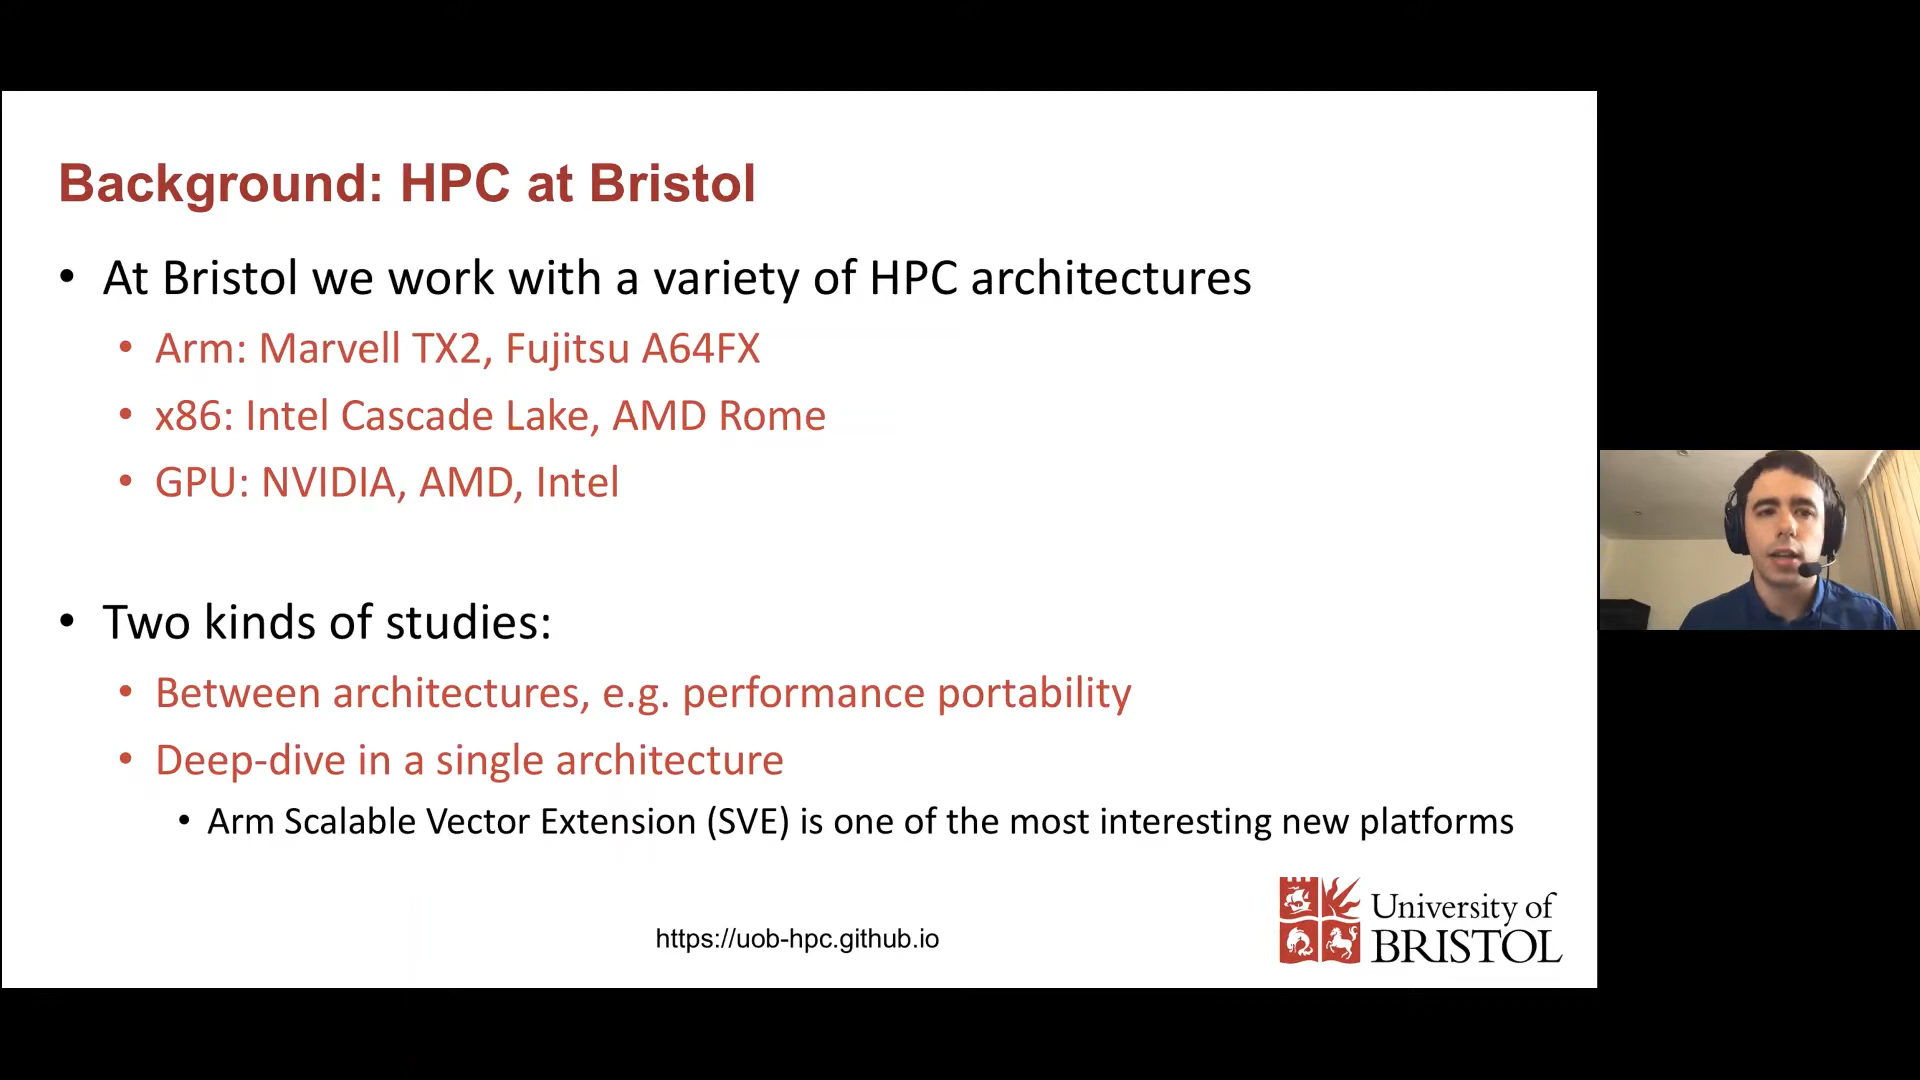 Background: HPC at Bristol
• At Bristol we work with a variety of HPC architectures
• Arm: Marvell TX2, Fujitsu A64FX
• x86: Intel Cascade Lake, AMD Rome
• GPU: NVIDIA, AMD, Intel
• Two kinds of studies:
• Between architectures, e.g. performance portability
• Deep-dive in a single architecture
• Arm Scalable Vector Extension (SVE) is one of the most interesting new platforms
https://uob-hpc.github.io
University of
BRISTOL